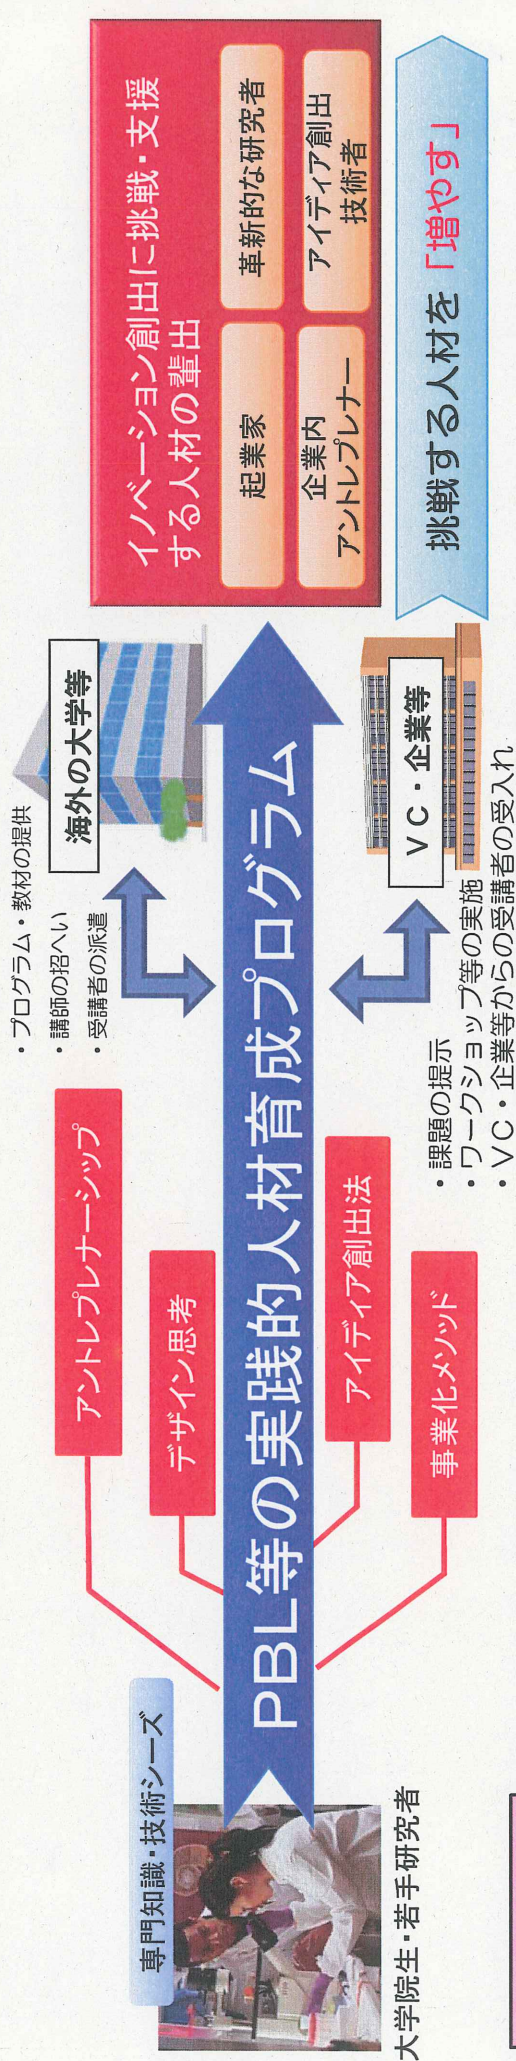 専門知識・技術シーズ
大学院生・若手研究者
アントレプレナーシップ
デザイン思考
PBL等の実践的人材育成プログラム
アイディア創出法
事業化メソッド
・プログラム・教材の提供
・講師の招へい
・受講者の派遣
海外の大学等
・課題の提示
・ワークショップ等の実施
・VC・企業等からの受講者の受入れ
VC・企業等
イノベーション創出に挑戦・支援
する人材の輩出
起業家
革新的な研究者
企業内
アントレプレナー
アイディア創出
技術者
挑戦する人材を「増やす」